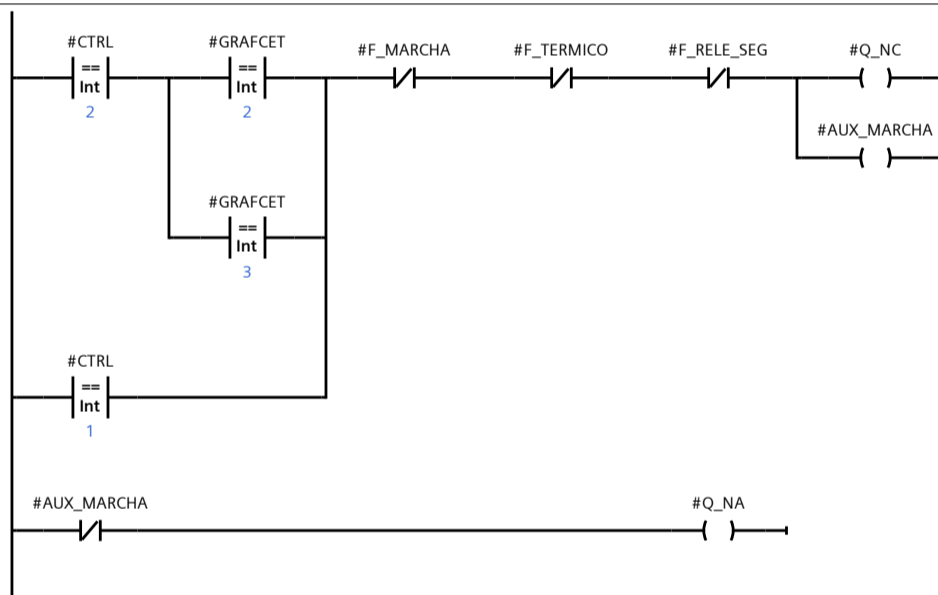 #CTRL
#GRAFCET
#F_MARCHA
#F_TERMICO
#F_RELE_SEG
#Q_NC
==
Int
2
==
Int
2
#AUX_MARCHA
#GRAFCET
==
Int
3
#CTRL
==
Int
1
#AUX_MARCHA
#Q_NA